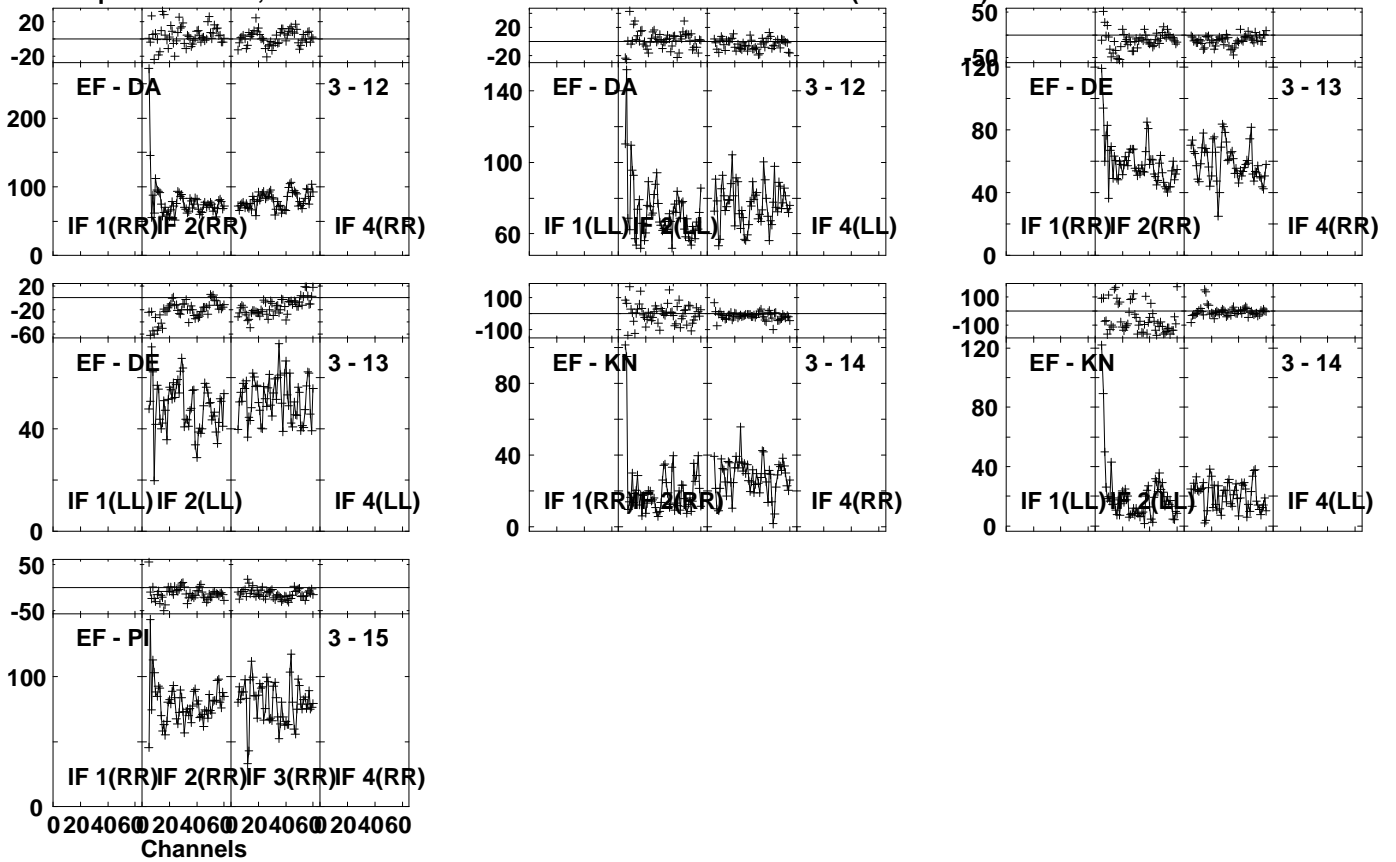 20
-20
EF - DA 3 - 12
200
100
IF 1(RR) IF 2(RR) IF 4(RR)
0
20
-20
EF - DA 3 - 12
140
100
IF 1(LL) IF 2(LL) IF 4(LL)
60
50
-50
120
EF - DE 3 - 13
80
40
IF 1(RR) IF 2(RR) IF 4(RR)
0
20
-20
-60
EF - DE 3 - 13
40
IF 1(LL) IF 2(LL) IF 4(LL)
0
100
-100
EF - KN 3 - 14
80
40
IF 1(RR) IF 2(RR) IF 4(RR)
0
100
-100
120
EF - KN 3 - 14
80
40
IF 1(LL) IF 2(LL) IF 4(LL)
0
50
-50
EF - PI 3 - 15
100
IF 1(RR) IF 2(RR) IF 3(RR) IF 4(RR)
0
0 20 40 60 0 20 40 60 0 20 40 60 0 20 40 60
Channels